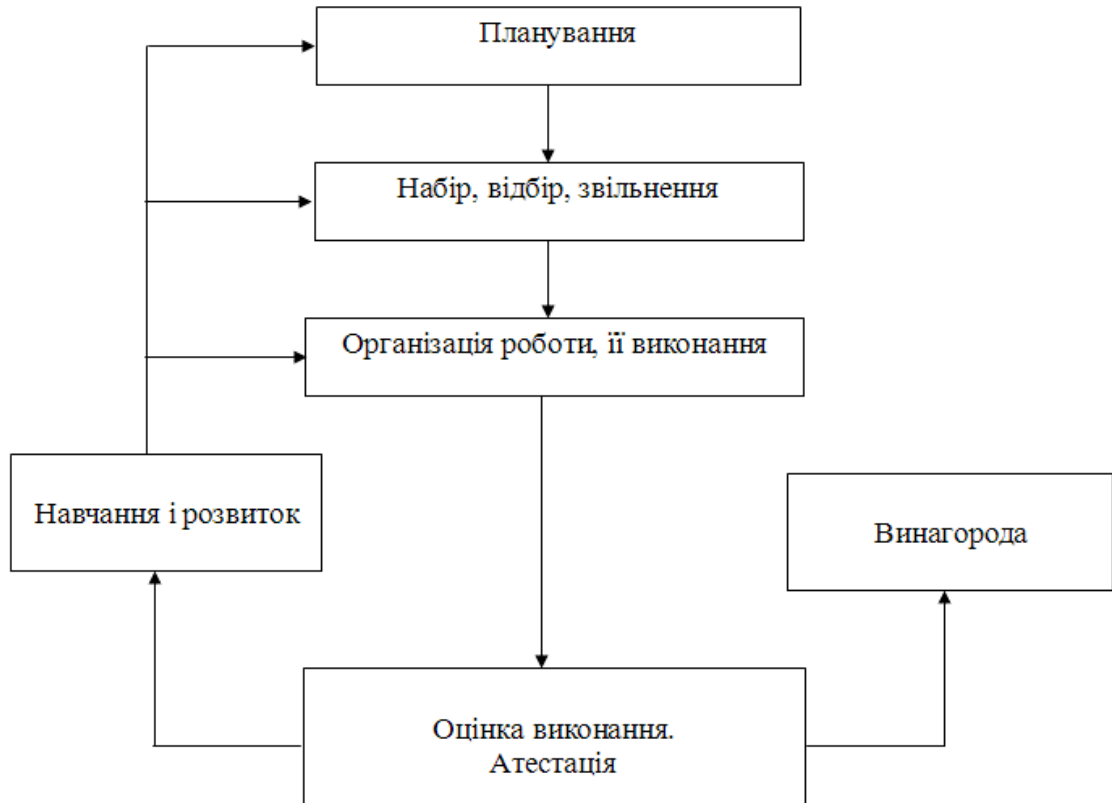 Планування
Набір, відбір, звільнення
Організація роботи, її виконання
Навчання і розвиток
Винагорода
Оцінка виконання.
Атестація